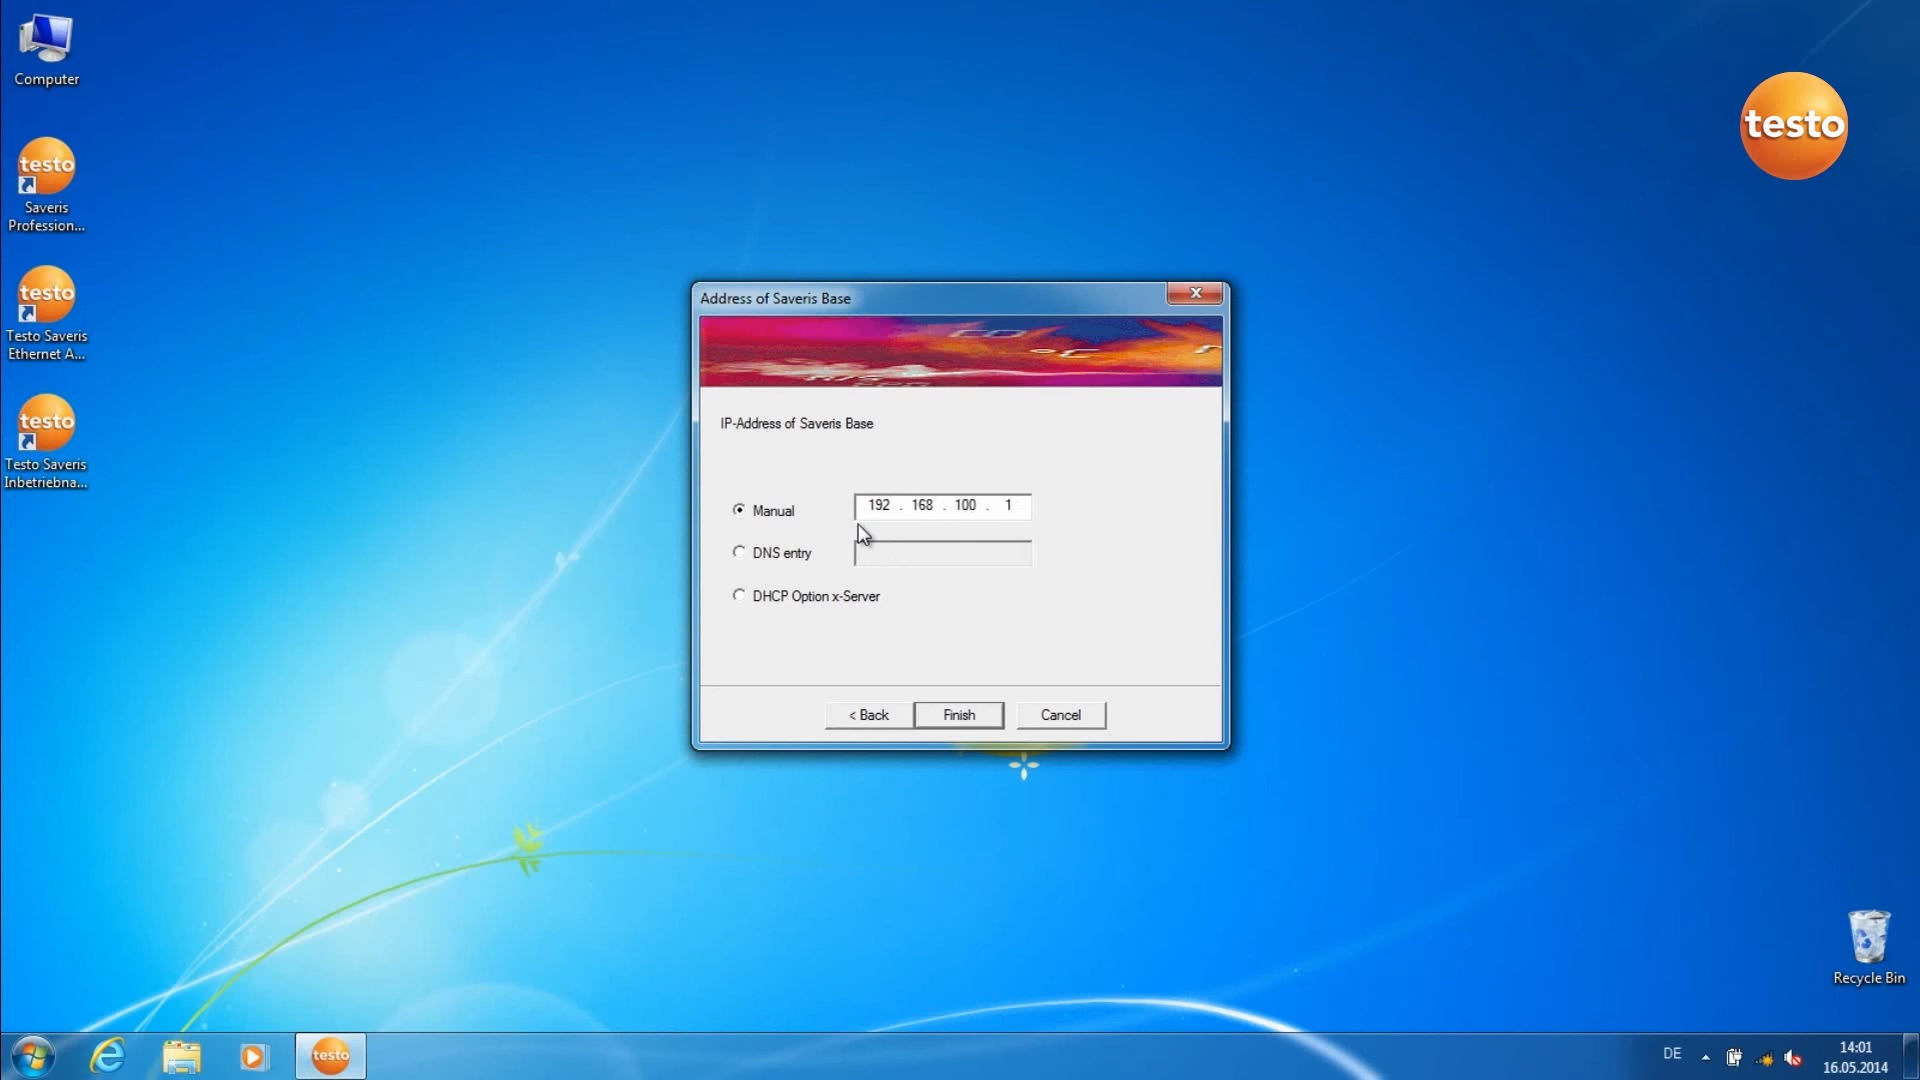 Computer
testo
Saveris
Profession...
testo
Testo Saveris
Ethernet A...
testo
Testo Saveris
Inbetriebna...
testo
Address of Saveris Base
°C
IP-Address of Saveris Base
Manual
192 . 168 . 100 . 1
DNS entry
DHCP Option x-Server
< Back
Finish
Cancel
Recycle Bin
testo
DE
14:01
16.05.2014